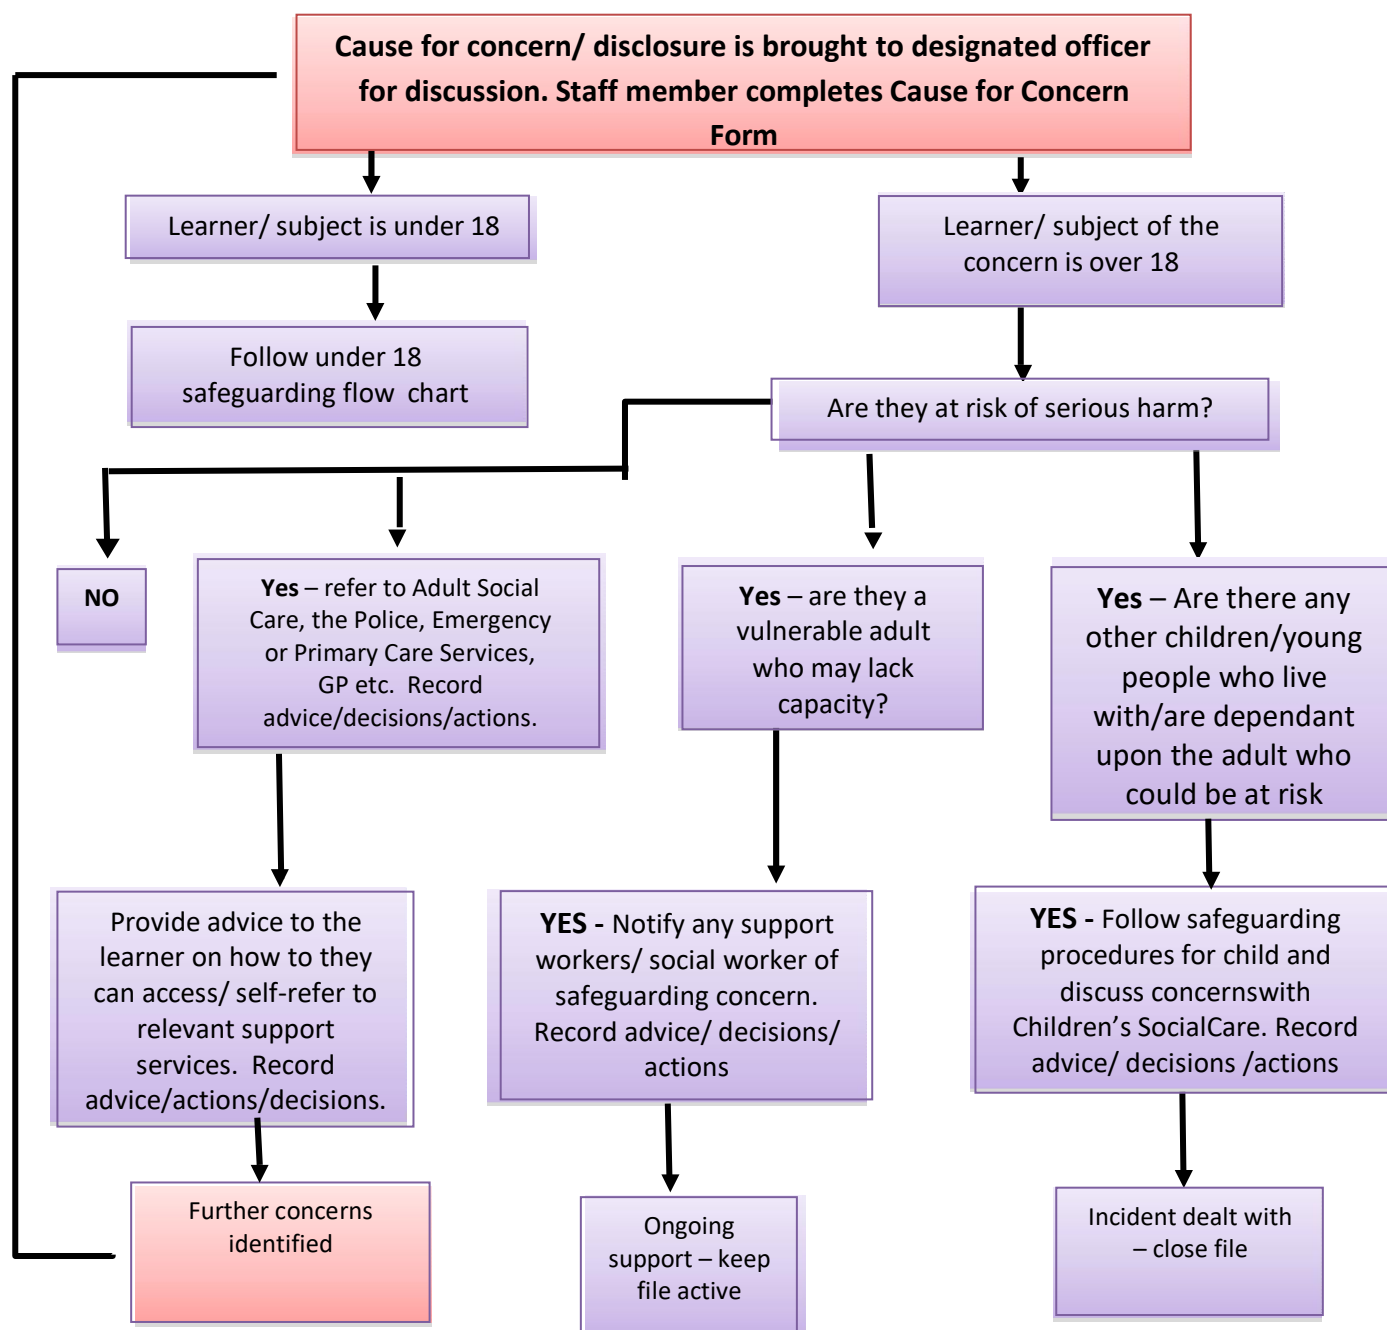 Cause for concern/ disclosure is brought to designated officer
for discussion. Staff member completes Cause for Concern
Form
Learner/ subject is under 18
Learner/ subject of the
concern is over 18
Follow under 18
safeguarding flow chart
Are they at risk of serious harm?
NO
Yes – refer to Adult Social
Care, the Police, Emergency
or Primary Care Services,
GP etc. Record
advice/decisions/actions.
Yes – are they a
vulnerable adult
who may lack
capacity?
Yes – Are there any
other children/young
people who live
with/are dependant
upon the adult who
could be at risk
Provide advice to the
learner on how to they
can access/ self-refer to
relevant support
services. Record
advice/actions/decisions.
YES - Notify any support
workers/ social worker of
safeguarding concern.
Record advice/ decisions/
actions
YES - Follow safeguarding
procedures for child and
discuss concernswith
Children’s SocialCare. Record
advice/ decisions /actions
Further concerns
identified
Ongoing
support – keep
file active
Incident dealt with
– close file